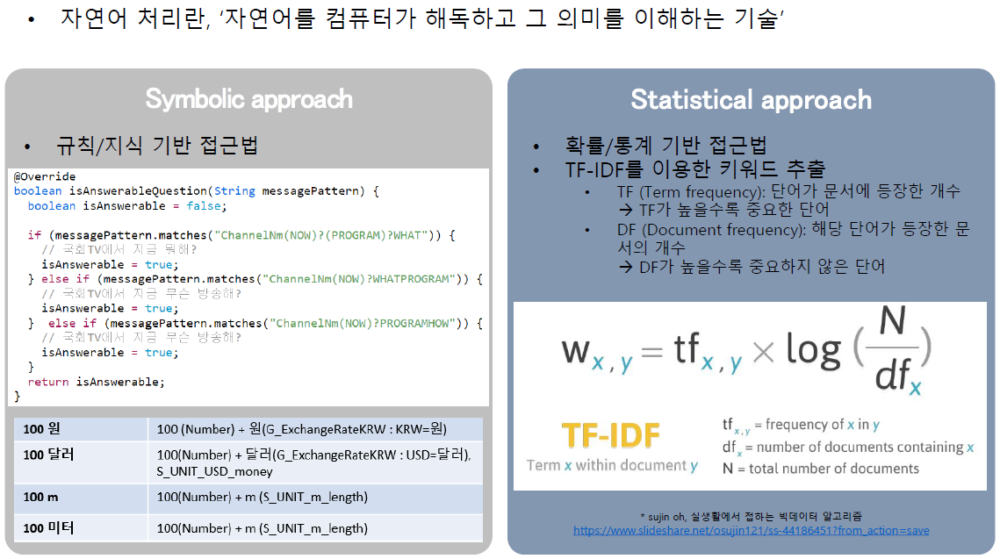 • 자연어 처리란, ‘자연어를 컴퓨터가 해독하고 그 의미를 이해하는 기술’
Symbolic approach
• 규칙/지식 기반 접근법
@Override
boolean isAnswerableQuestion(String messagePattern) {
  boolean isAnswerable = false;

  if (messagePattern.matches("ChannelNm(NOW)?(PROGRAM)?WHAT")) {
    // 국회TV에서 지금 뭐해?
    isAnswerable = true;
  } else if (messagePattern.matches("ChannelNm(NOW)?WHATPROGRAM")) {
    // 국회TV에서 지금 무슨 방송해?
    isAnswerable = true;
  }  else if (messagePattern.matches("ChannelNm(NOW)?PROGRAMHOW")) {
    // 국회TV에서 지금 무슨 방송해?
    isAnswerable = true;
  }
  return isAnswerable;
}
100 원 100 (Number) + 원(G_ExchangeRateKRW : KRW=원)
100 달러 100(Number) + 달러(G_ExchangeRateKRW : USD=달러),
S_UNIT_USD_money
100 m 100(Number) + m (S_UNIT_m_length)
100 미터 100(Number) + m (S_UNIT_m_length)
Statistical approach
• 확률/통계 기반 접근법
• TF-IDF를 이용한 키워드 추출
• TF (Term frequency): 단어가 문서에 등장한 개수
→ TF가 높을수록 중요한 단어
• DF (Document frequency): 해당 단어가 등장한 문
서의 개수
→ DF가 높을수록 중요하지 않은 단어
w x,y = tf x,y × log (N / df x)
TF-IDF
Term x within document y
tf x,y = frequency of x in y
df x = number of documents containing x
N = total number of documents
* sujin oh, 실생활에서 접하는 빅데이터 알고리즘
https://www.slideshare.net/osujin121/ss-44186451?from_action=save